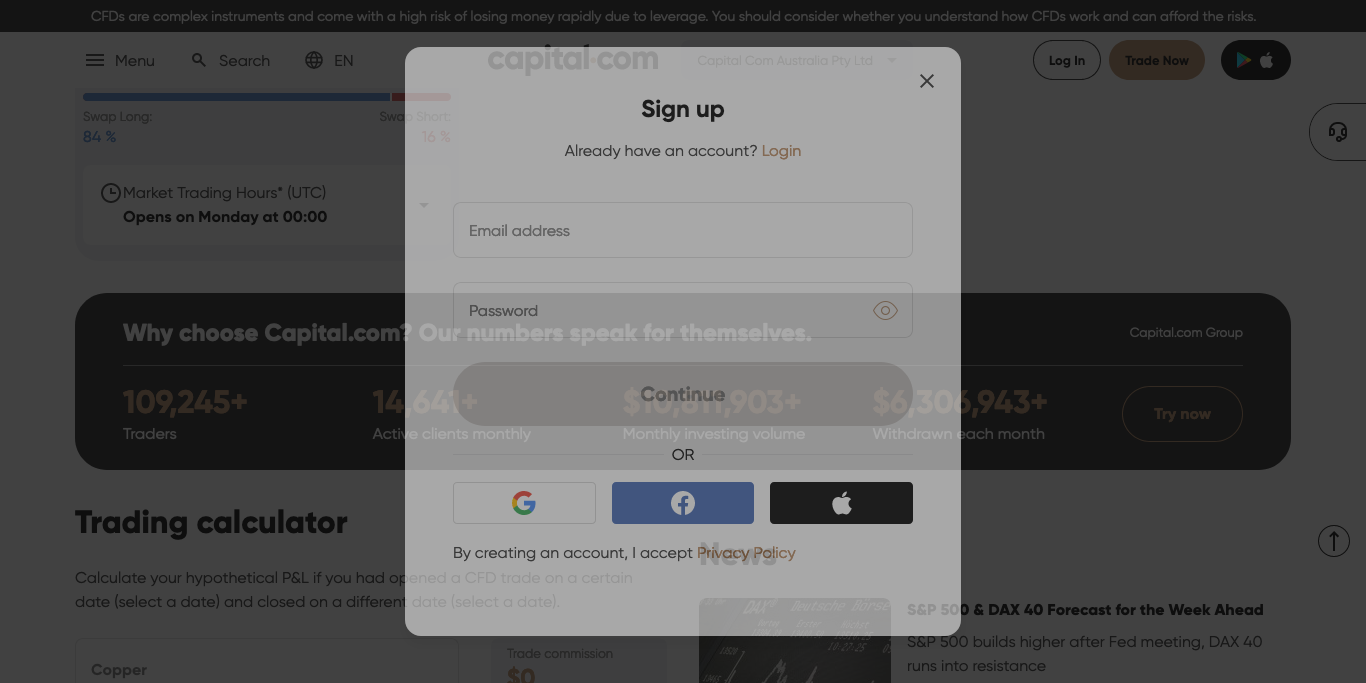 CFDs are complex instruments and come with a high risk of losing money rapidly due to leverage. You should consider whether you understand how CFDs work and can afford the risks.
Menu
Search
EN
capital.com
Capital Com Australia Pty Ltd
Log In
Trade Now
Swap Long:
Swap Short:
84 %
16 %
Market Trading Hours* (UTC)
Opens on Monday at 00:00
Sign up
Already have an account? Login
Email address
Password
Continue
OR
By creating an account, I accept Privacy Policy
Why choose Capital.com? Our numbers speak for themselves.
Capital.com Group
109,245+
Traders
14,641+
Active clients monthly
Monthly investing volume
$6,306,943+
Withdrawn each month
Try now
Trading calculator
Calculate your hypothetical P&L if you had opened a CFD trade on a certain
date (select a date) and closed on a different date (select a date).
Copper
Trade commission
$0
News
S&P 500 & DAX 40 Forecast for the Week Ahead
S&P 500 builds higher after Fed meeting, DAX 40
runs into resistance